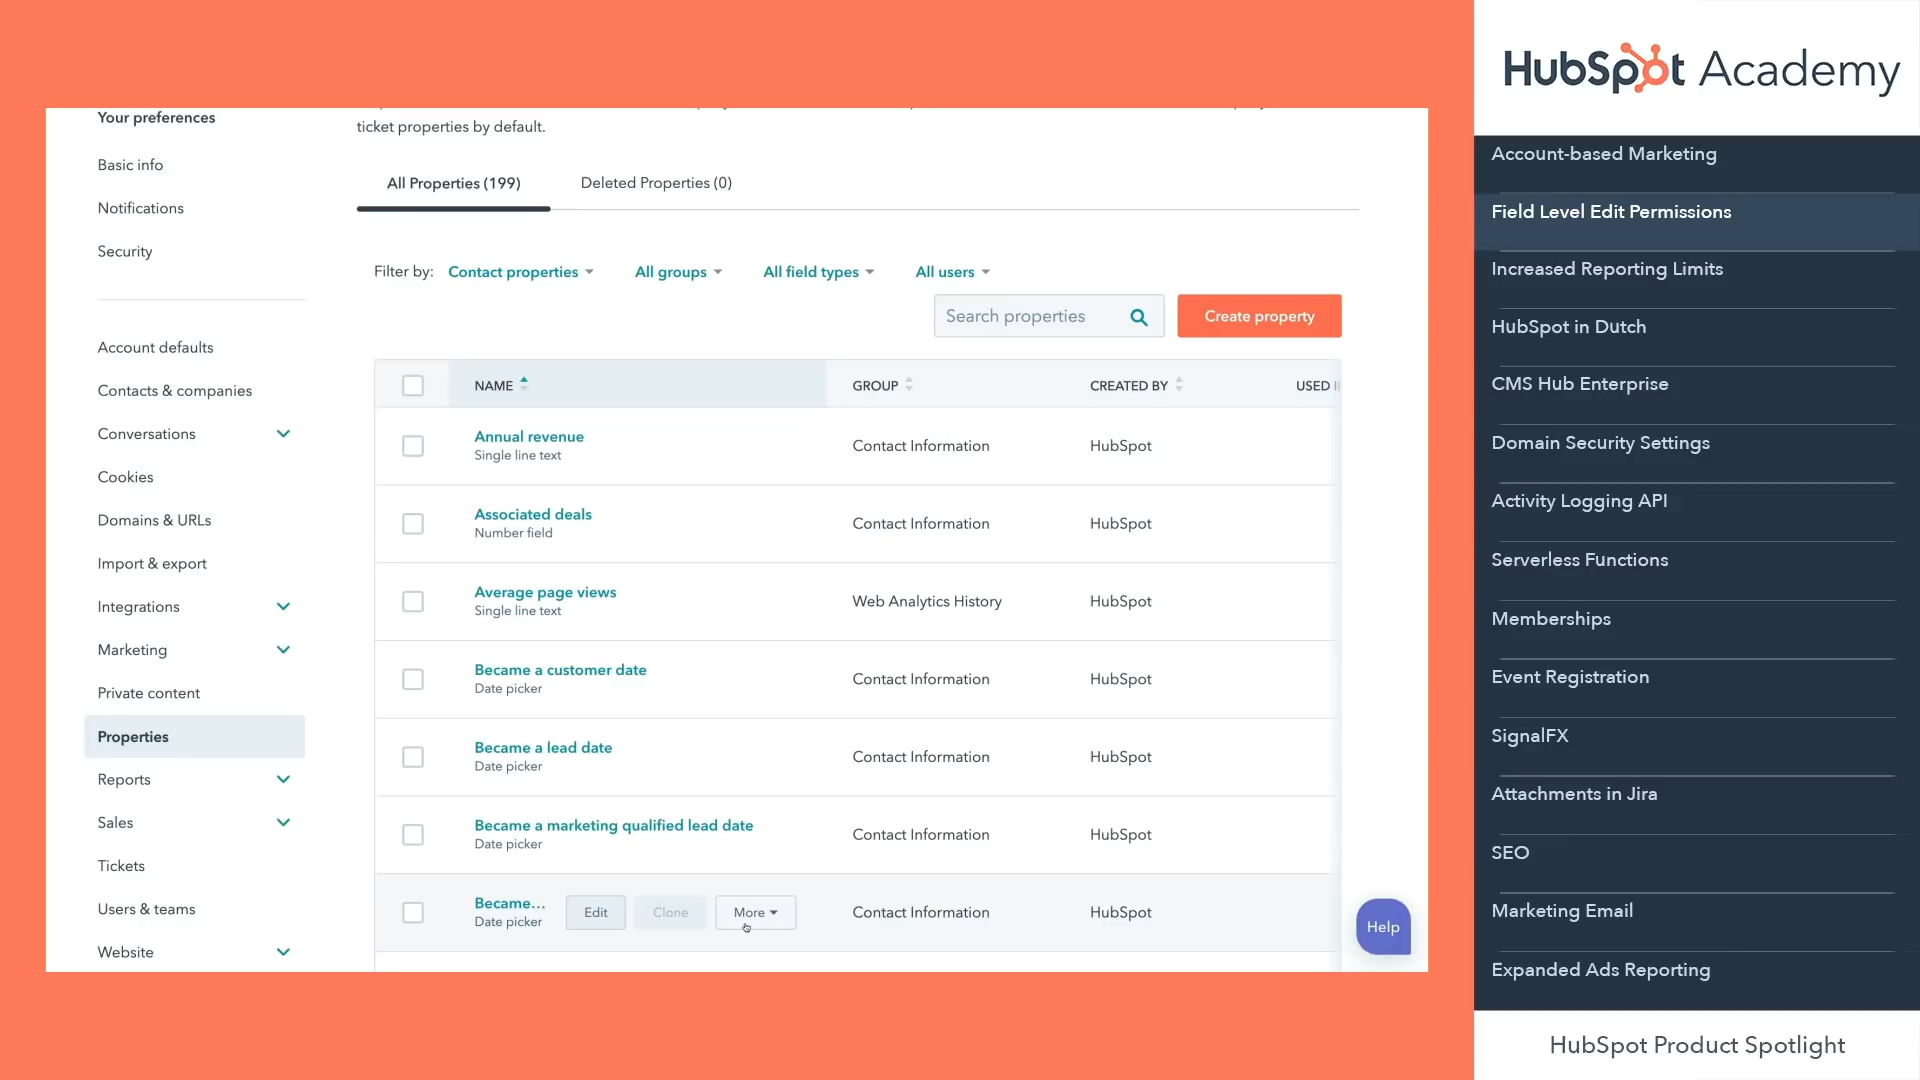 Your preferences
Basic info
Notifications
Security
Account defaults
Contacts & companies
Conversations
Cookies
Domains & URLs
Import & export
Integrations
Marketing
Private content
Properties
Reports
Sales
Tickets
Users & teams
Website
ticket properties by default.
All Properties (199)
Deleted Properties (0)
Filter by: Contact properties All groups All field types All users
Search properties
Create property
NAME GROUP CREATED BY USED
Annual revenue
Single line text
Contact Information
HubSpot
Associated deals
Number field
Contact Information
HubSpot
Average page views
Single line text
Web Analytics History
HubSpot
Became a customer date
Date picker
Contact Information
HubSpot
Became a lead date
Date picker
Contact Information
HubSpot
Became a marketing qualified lead date
Date picker
Contact Information
HubSpot
Became...
Date picker
Edit
Clone
More
Contact Information
HubSpot
Help
HubSpot Academy
Account-based Marketing
Field Level Edit Permissions
Increased Reporting Limits
HubSpot in Dutch
CMS Hub Enterprise
Domain Security Settings
Activity Logging API
Serverless Functions
Memberships
Event Registration
SignalFX
Attachments in Jira
SEO
Marketing Email
Expanded Ads Reporting
HubSpot Product Spotlight